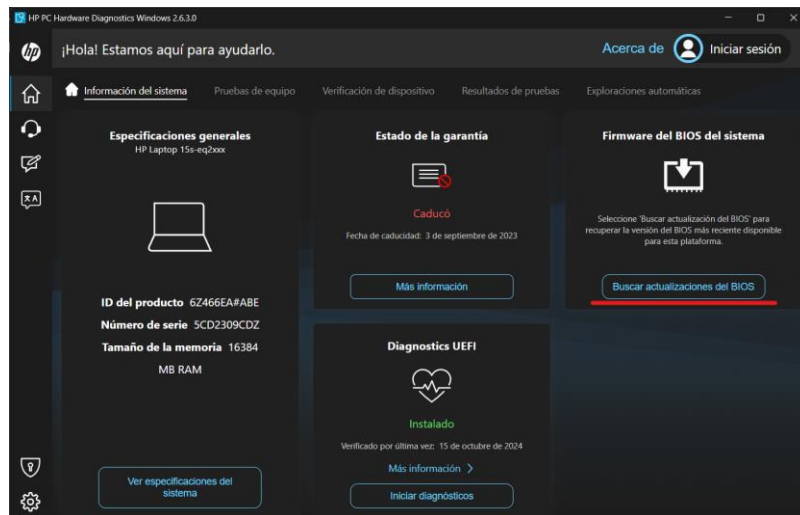 HP PC Hardware Diagnostics Windows 2.6.3.0
hp
¡Hola! Estamos aquí para ayudarlo.
Acerca de
Iniciar sesión
Información del sistema
Pruebas de equipo
Verificación de dispositivo
Resultados de pruebas
Exploraciones automáticas
Especificaciones generales
HP Laptop 15s-eq2xxx
ID del producto 6Z466EA#ABE
Número de serie 5CD2309CDZ
Tamaño de la memoria 16384
MB RAM
Ver especificaciones del
sistema
Estado de la garantía
Caducó
Fecha de caducidad: 3 de septiembre de 2023
Más información
Diagnostics UEFI
Instalado
Verificado por última vez: 15 de octubre de 2024
Más información >
Iniciar diagnósticos
Firmware del BIOS del sistema
Seleccione 'Buscar actualización del BIOS' para
recuperar la versión del BIOS más reciente disponible
para esta plataforma.
Buscar actualizaciones del BIOS